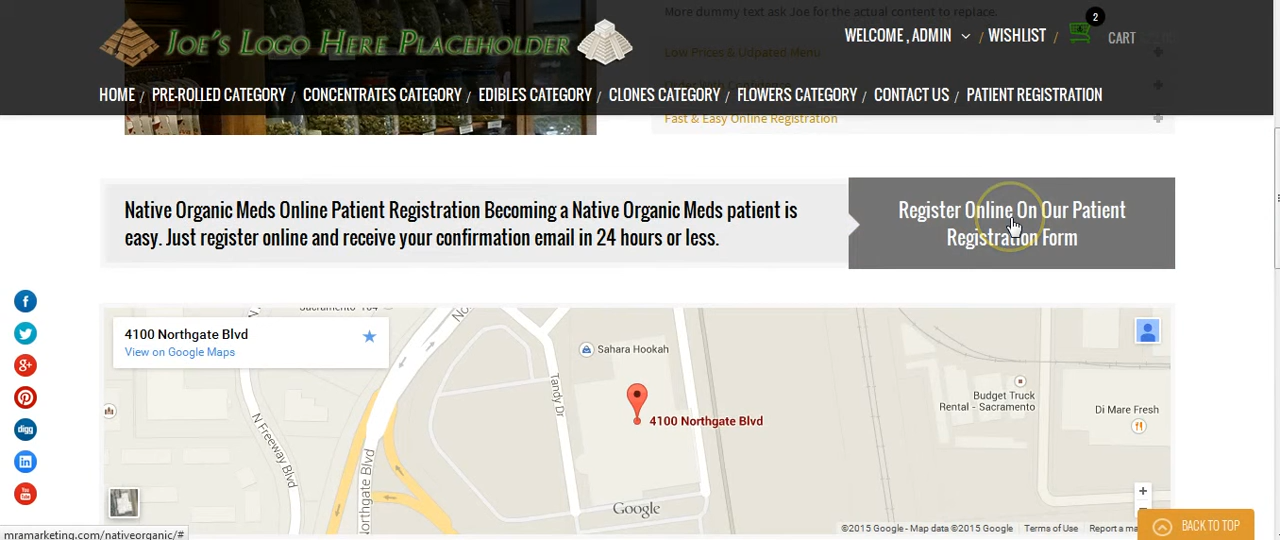 More dummy text ask Joe for the actual content to replace.
Joe's Logo Here Placeholder
WELCOME , ADMIN / WISHLIST / 2 CART
Low Prices & Udpated Menu
HOME / PRE-ROLLED CATEGORY / CONCENTRATES CATEGORY / EDIBLES CATEGORY / CLONES CATEGORY / FLOWERS CATEGORY / CONTACT US / PATIENT REGISTRATION
Fast & Easy Online Registration
Native Organic Meds Online Patient Registration Becoming a Native Organic Meds patient is
easy. Just register online and receive your confirmation email in 24 hours or less.
Register Online On Our Patient
Registration Form
4100 Northgate Blvd
View on Google Maps
Sahara Hookah
Tandy Dr
Budget Truck
Rental - Sacramento
Di Mare Fresh
4100 Northgate Blvd
N Freeway Blvd
Northgate Blvd
Google
©2015 Google - Map data ©2015 Google
Terms of Use
Report a ma
digg
You
Tube
BACK TO TOP
mramarketing.com/nativeorganic/#